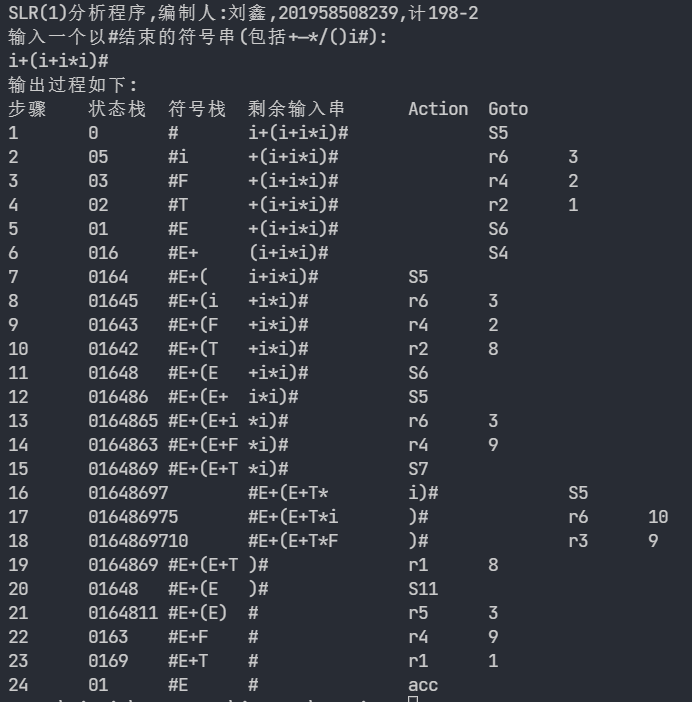 SLR(1)分析程序,编制人:刘鑫,201958508239,计198-2
输入一个以#结束的符号串(包括+—*/()i#):
i+(i+i*i)#
输出过程如下:
步骤 状态栈 符号栈 剩余输入串 Action Goto
1 0 # i+(i+i*i)# S5
2 05 #i +(i+i*i)# r6 3
3 03 #F +(i+i*i)# r4 2
4 02 #T +(i+i*i)# r2 1
5 01 #E +(i+i*i)# S6
6 016 #E+ (i+i*i)# S4
7 0164 #E+( i+i*i)# S5
8 01645 #E+(i +i*i)# r6 3
9 01643 #E+(F +i*i)# r4 2
10 01642 #E+(T +i*i)# r2 8
11 01648 #E+(E +i*i)# S6
12 016486 #E+(E+ i*i)# S5
13 0164865 #E+(E+i *i)# r6 3
14 0164863 #E+(E+F *i)# r4 9
15 0164869 #E+(E+T *i)# S7
16 01648697 #E+(E+T* i)# S5
17 016486975 #E+(E+T*i )# r6 10
18 0164869710 #E+(E+T*F )# r3 9
19 0164869 #E+(E+T )# r1 8
20 01648 #E+(E )# S11
21 0164811 #E+(E) # r5 3
22 0163 #E+F # r4 9
23 0169 #E+T # r1 1
24 01 #E # acc